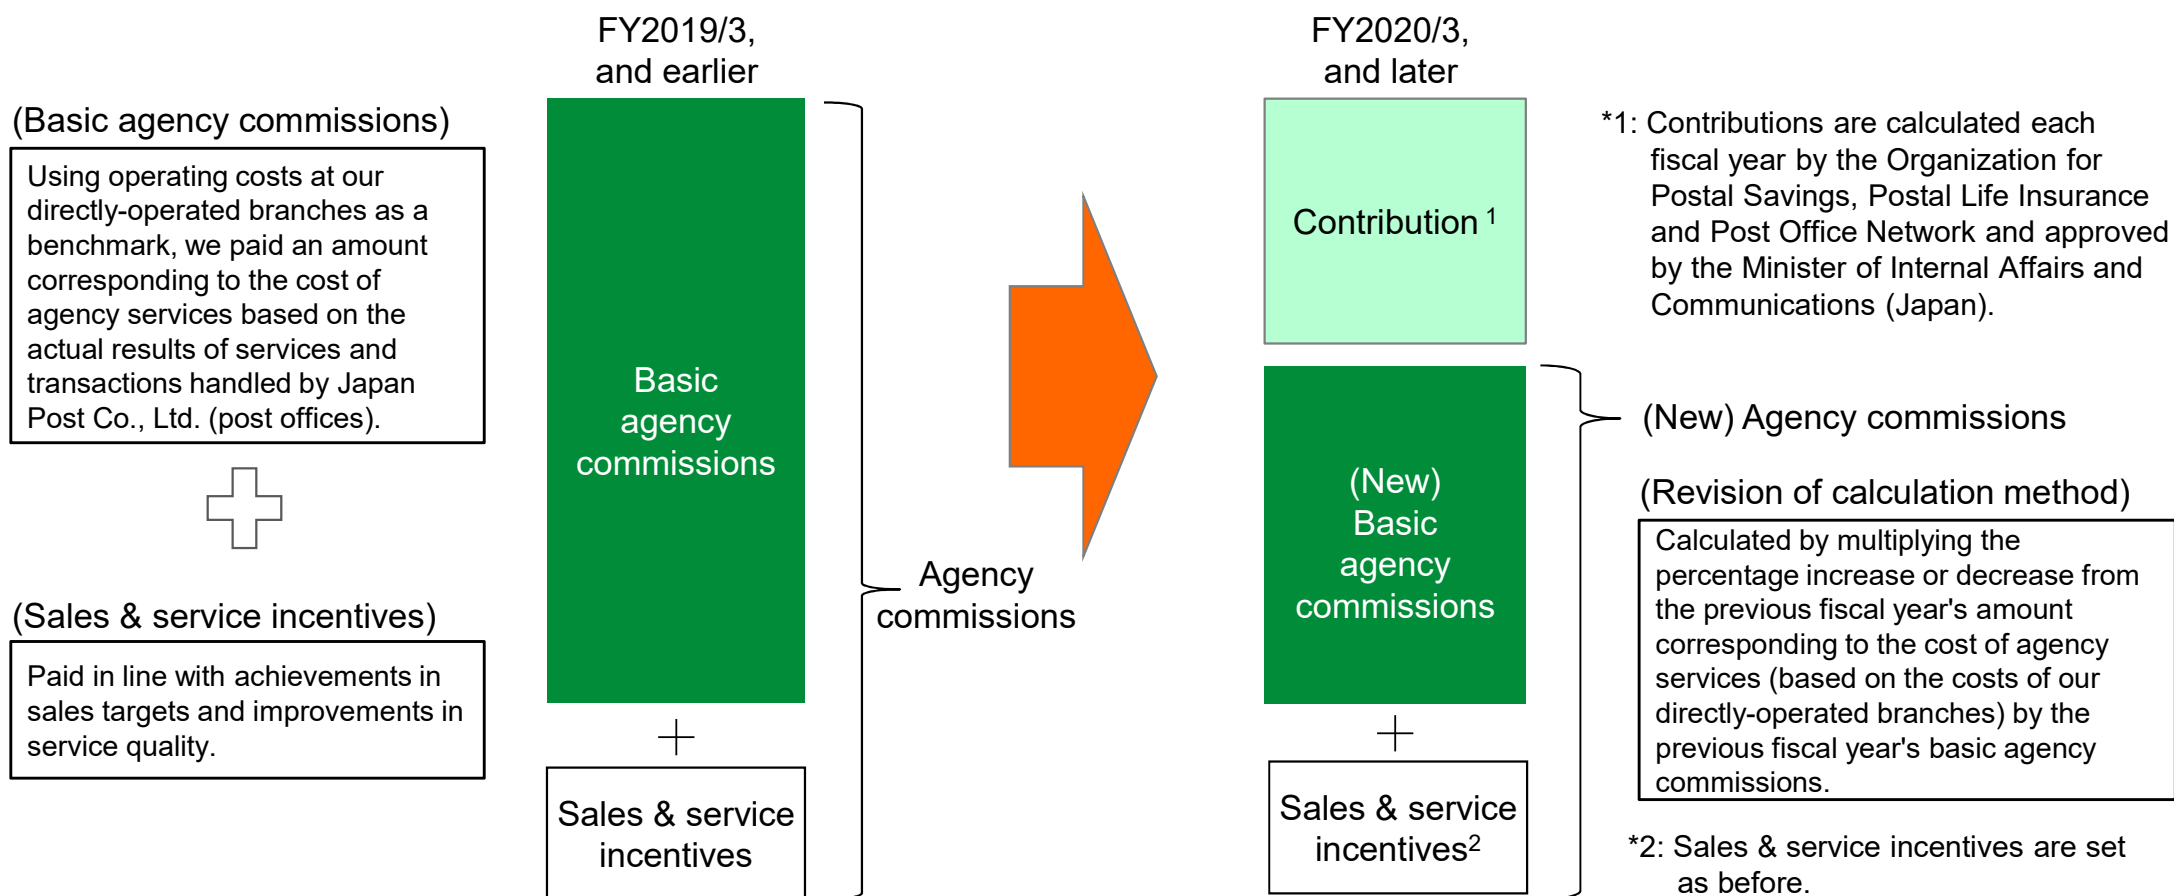 FY2019/3,
and earlier
FY2020/3,
and later
(Basic agency commissions)
Using operating costs at our
directly-operated branches as a
benchmark, we paid an amount
corresponding to the cost of
agency services based on the
actual results of services and
transactions handled by Japan
Post Co., Ltd. (post offices).
(Sales & service incentives)
Paid in line with achievements in
sales targets and improvements in
service quality.
Basic
agency
commissions
+
Sales & service
incentives
Agency
commissions
Contribution 1
(New)
Basic
agency
commissions
+
Sales & service
incentives2
*1: Contributions are calculated each
fiscal year by the Organization for
Postal Savings, Postal Life Insurance
and Post Office Network and approved
by the Minister of Internal Affairs and
Communications (Japan).
(New) Agency commissions
(Revision of calculation method)
Calculated by multiplying the
percentage increase or decrease from
the previous fiscal year's amount
corresponding to the cost of agency
services (based on the costs of our
directly-operated branches) by the
previous fiscal year's basic agency
commissions.
*2: Sales & service incentives are set
as before.